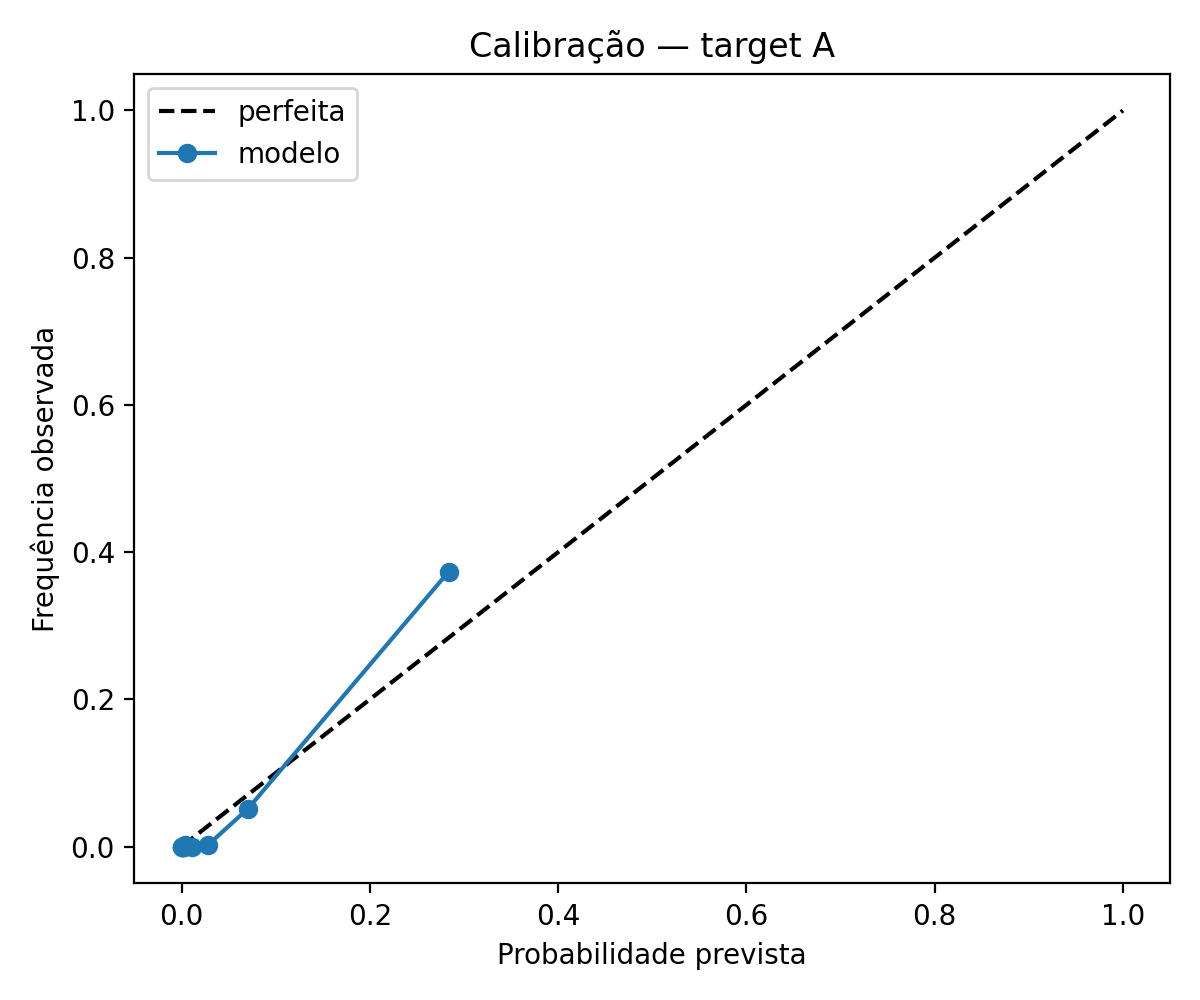 Calibração — target A
perfeita
modelo
1.0
0.8
0.6
0.4
0.2
0.0
Frequência observada
0.0 0.2 0.4 0.6 0.8 1.0
Probabilidade prevista